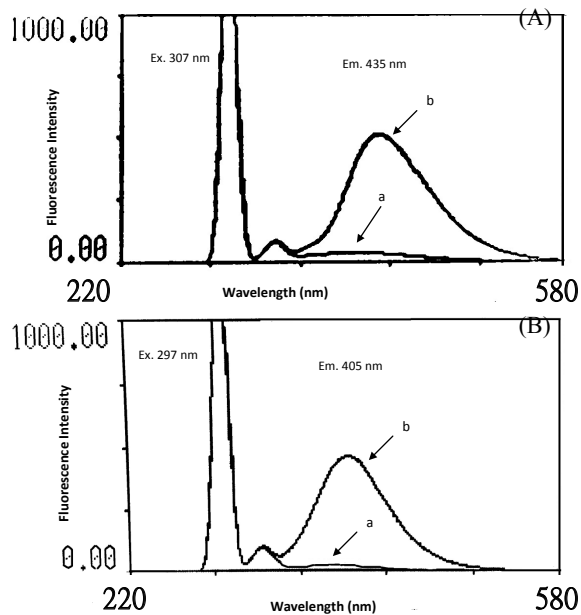 1000.00
(A)
Ex. 307 nm
Em. 435 nm
b
a
Fluorescence Intensity
0.00
220
Wavelength (nm)
580
1000.00
(B)
Ex. 297 nm
Em. 405 nm
b
a
Fluorescence Intensity
0.00
220
Wavelength (nm)
580